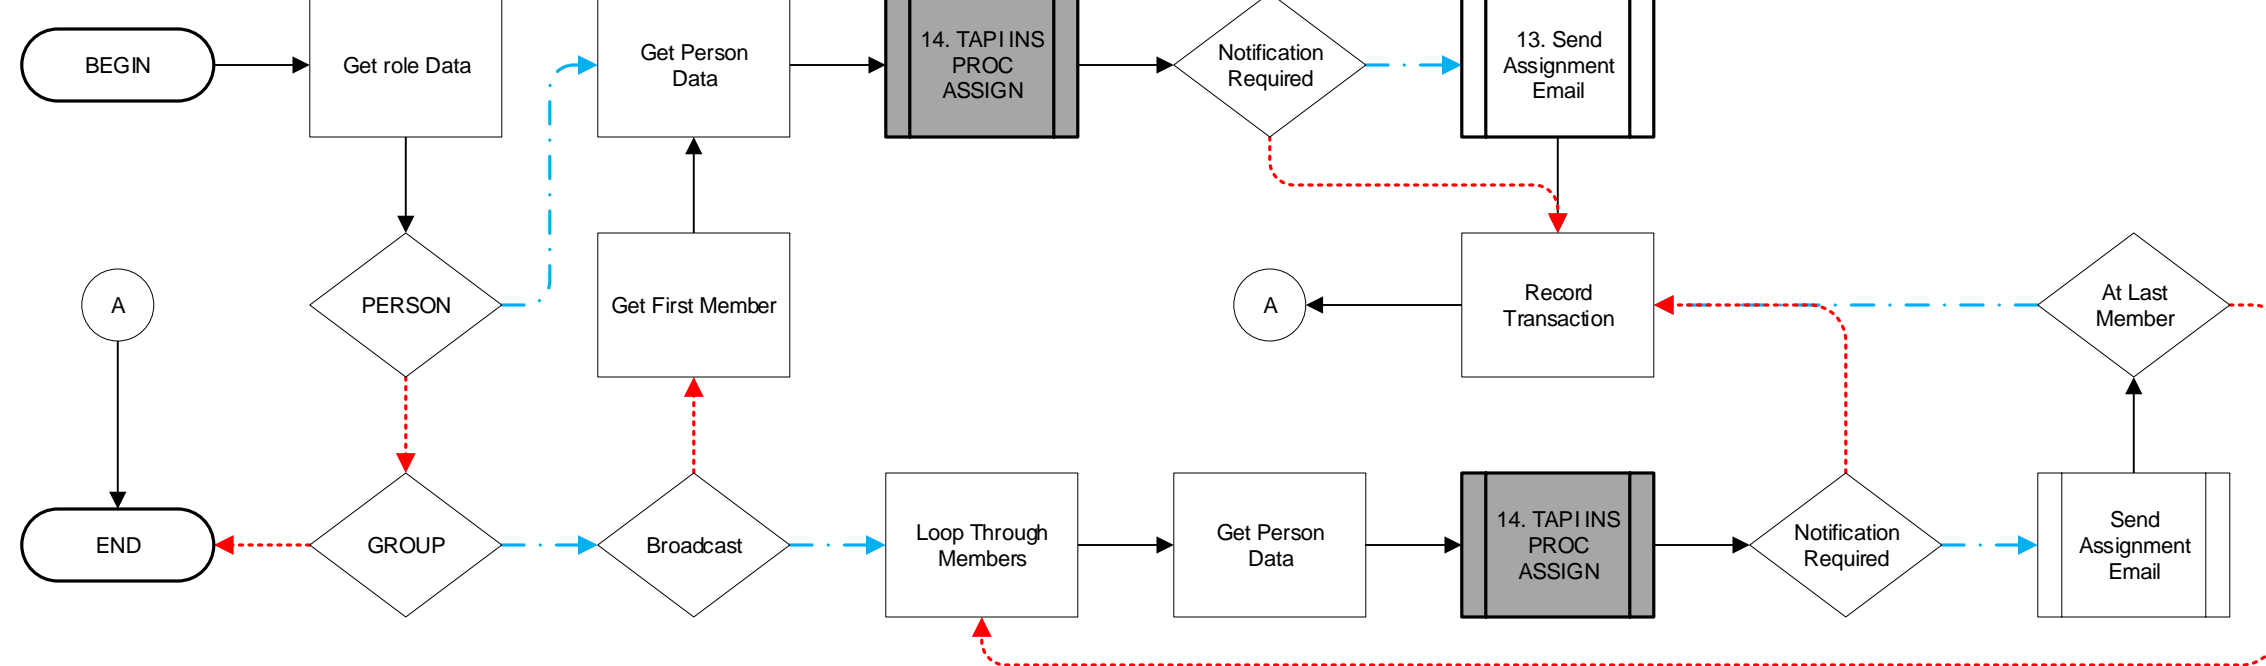 BEGIN
Get role Data
Get Person
Data
14. TAPI INS
PROC
ASSIGN
Notification
Required
13. Send
Assignment
Email
A
PERSON
Get First Member
A
Record
Transaction
At Last
Member
END
GROUP
Broadcast
Loop Through
Members
Get Person
Data
14. TAPI INS
PROC
ASSIGN
Notification
Required
Send
Assignment
Email